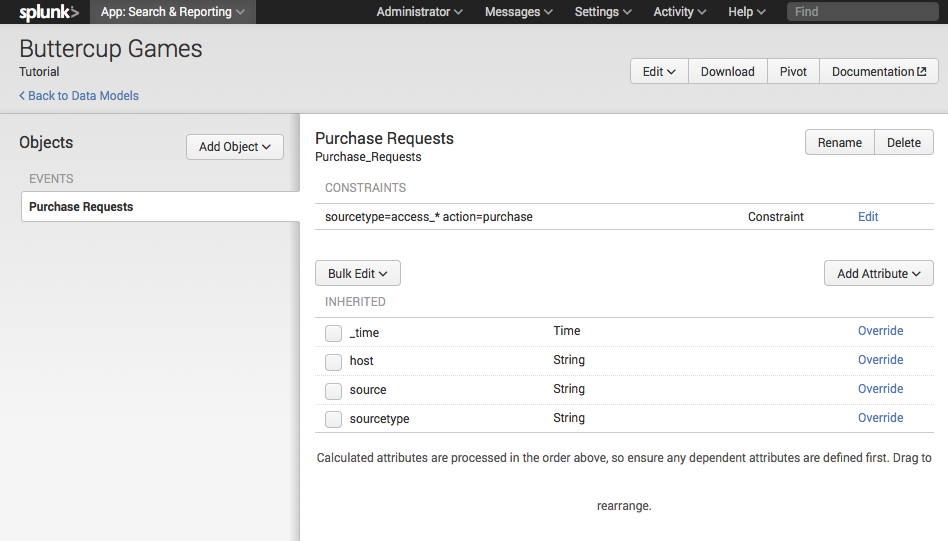 splunk> App: Search & Reporting Administrator Messages Settings Activity Help Find
Buttercup Games
Tutorial
Edit Download Pivot Documentation
< Back to Data Models
Objects
Add Object
EVENTS
Purchase Requests
Purchase Requests
Purchase_Requests
Rename Delete
CONSTRAINTS
sourcetype=access_* action=purchase Constraint Edit
Bulk Edit Add Attribute
INHERITED
_time Time Override
host String Override
source String Override
sourcetype String Override
Calculated attributes are processed in the order above, so ensure any dependent attributes are defined first. Drag to
rearrange.